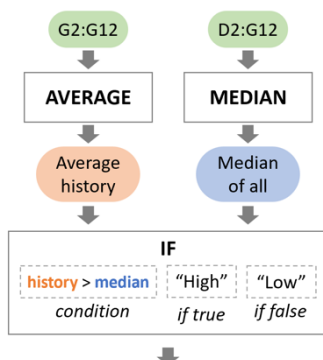 G2:G12 D2:G12
AVERAGE MEDIAN
Average
history
Median
of all
IF
history > median “High” “Low”
condition if true if false